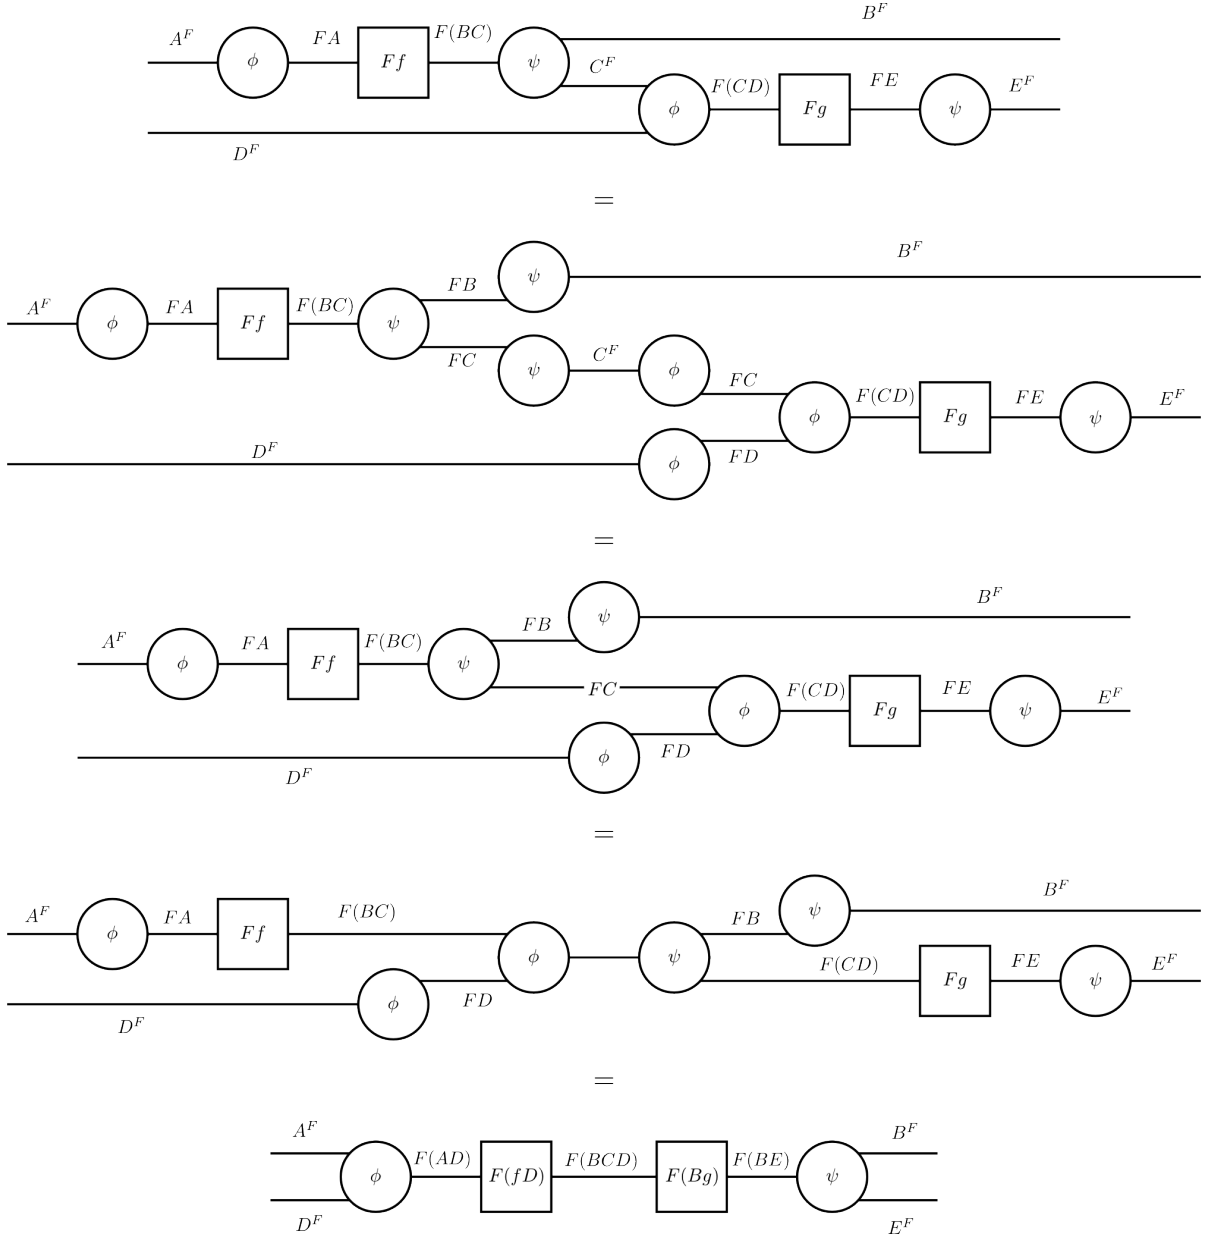 B^F
A^F ϕ FA Ff F(BC) ψ
C^F ϕ F(CD) Fg FE ψ E^F
D^F
=
ψ B^F
A^F ϕ FA Ff F(BC) ψ FB
FC ψ C^F ϕ FC
ϕ F(CD) Fg FE ψ E^F
D^F ϕ FD
=
ψ B^F
A^F ϕ FA Ff F(BC) ψ FB
FC ϕ F(CD) Fg FE ψ E^F
D^F ϕ FD
=
ψ B^F
A^F ϕ FA Ff F(BC) ϕ ψ FB
F(CD) Fg FE ψ E^F
D^F ϕ FD
=
A^F B^F
ϕ F(AD) F(fD) F(BCD) F(Bg) F(BE) ψ
D^F E^F